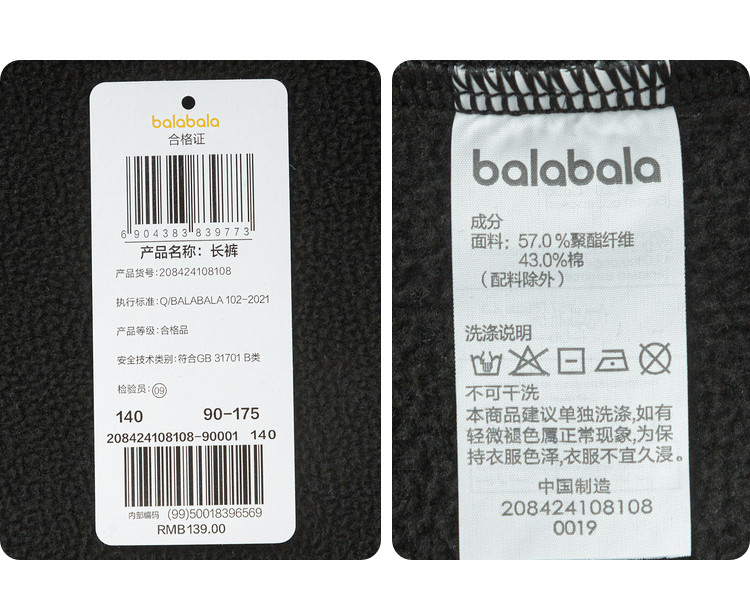 balabala
合格证
6 904383 839773
产品名称：长裤
产品货号：208424108108
执行标准：Q/BALABALA 102-2021
产品等级：合格品
安全技术类别：符合GB 31701 B类
检验员：09
140 90-175
208424108108-90001 140
内部编码 (99)50018396569
RMB139.00
balabala
成分
面料：57.0%聚酯纤维
43.0%棉
（配料除外）
洗涤说明
不可干洗
本商品建议单独洗涤,如有
轻微褪色属正常现象,为保
持衣服色泽,衣服不宜久浸。
中国制造
208424108108
0019